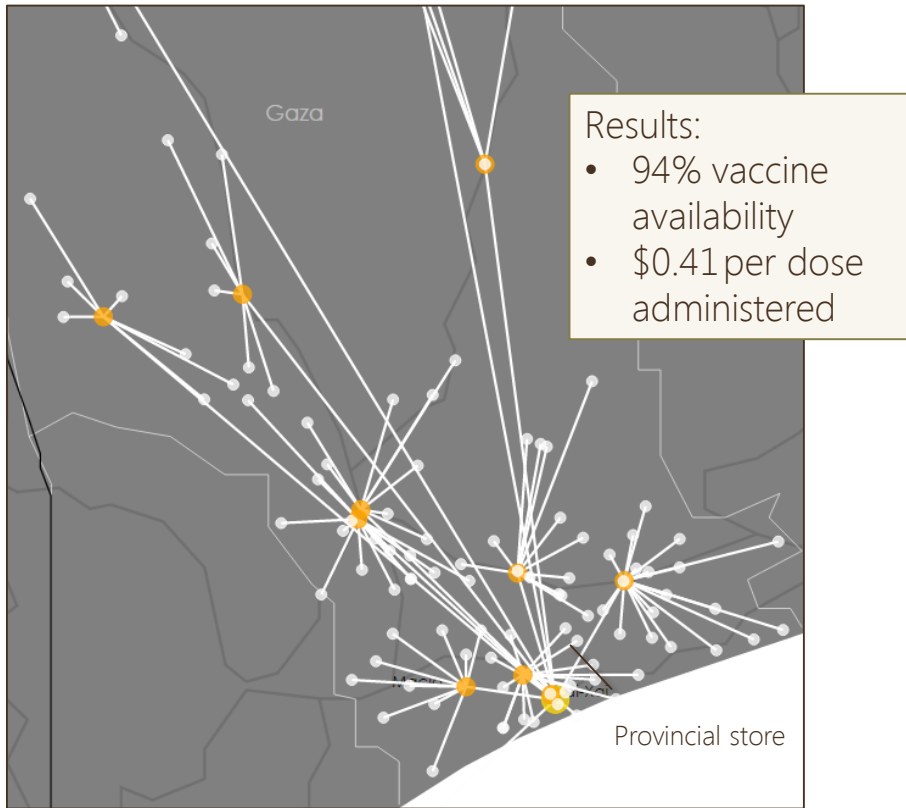 Gaza
Results:
• 94% vaccine
availability
• $0.41 per dose
administered
Provincial store